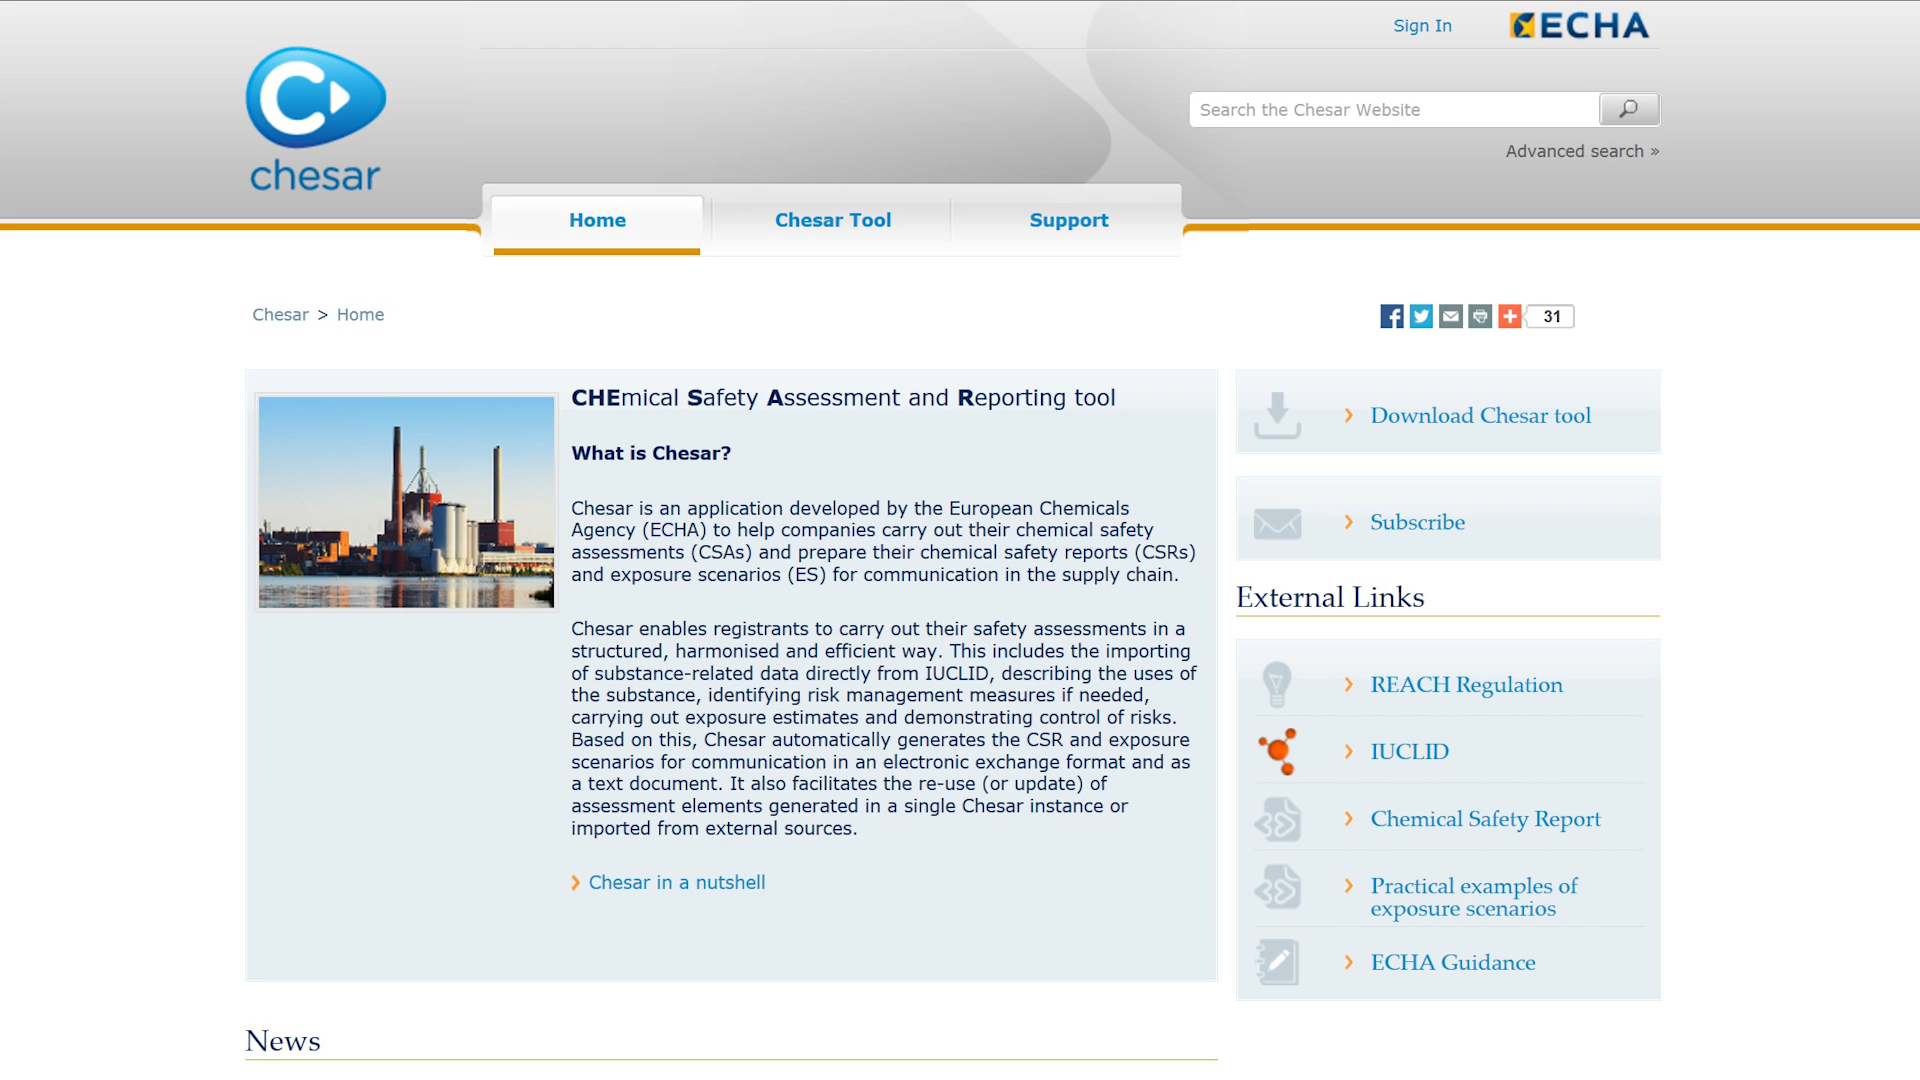 Sign In
ECHA
chesar
Search the Chesar Website
Advanced search »
Home
Chesar Tool
Support
Chesar > Home
31
CHEmical Safety Assessment and Reporting tool
What is Chesar?
Chesar is an application developed by the European Chemicals
Agency (ECHA) to help companies carry out their chemical safety
assessments (CSAs) and prepare their chemical safety reports (CSRs)
and exposure scenarios (ES) for communication in the supply chain.
Chesar enables registrants to carry out their safety assessments in a
structured, harmonised and efficient way. This includes the importing
of substance-related data directly from IUCLID, describing the uses of
the substance, identifying risk management measures if needed,
carrying out exposure estimates and demonstrating control of risks.
Based on this, Chesar automatically generates the CSR and exposure
scenarios for communication in an electronic exchange format and as
a text document. It also facilitates the re-use (or update) of
assessment elements generated in a single Chesar instance or
imported from external sources.
Chesar in a nutshell
Download Chesar tool
Subscribe
External Links
REACH Regulation
IUCLID
Chemical Safety Report
Practical examples of
exposure scenarios
ECHA Guidance
News